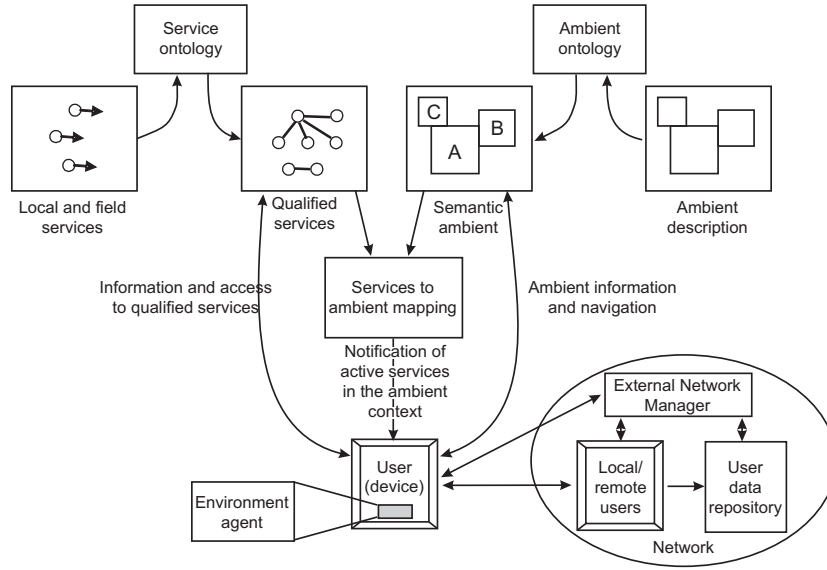 Service
ontology
Ambient
ontology
C
B
A
Local and field
services
Qualified
services
Semantic
ambient
Ambient
description
Information and access
to qualified services
Services to
ambient mapping
Ambient information
and navigation
Notification of
active services
in the ambient
context
External Network
Manager
User
(device)
Local/
remote
users
User
data
repository
Environment
agent
Network